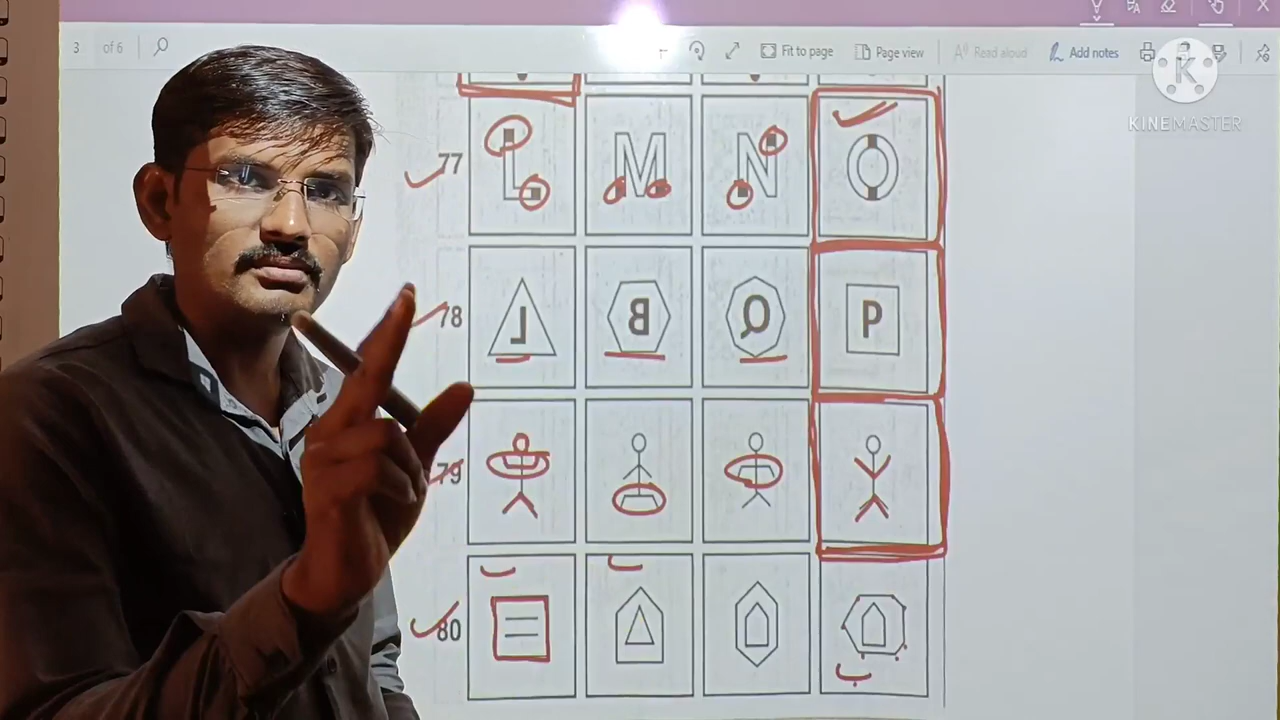 3 of 6 Fit to page Page view Read aloud Add notes
K
KINEMASTER
77 L M N O
78 L B Q P
79
80